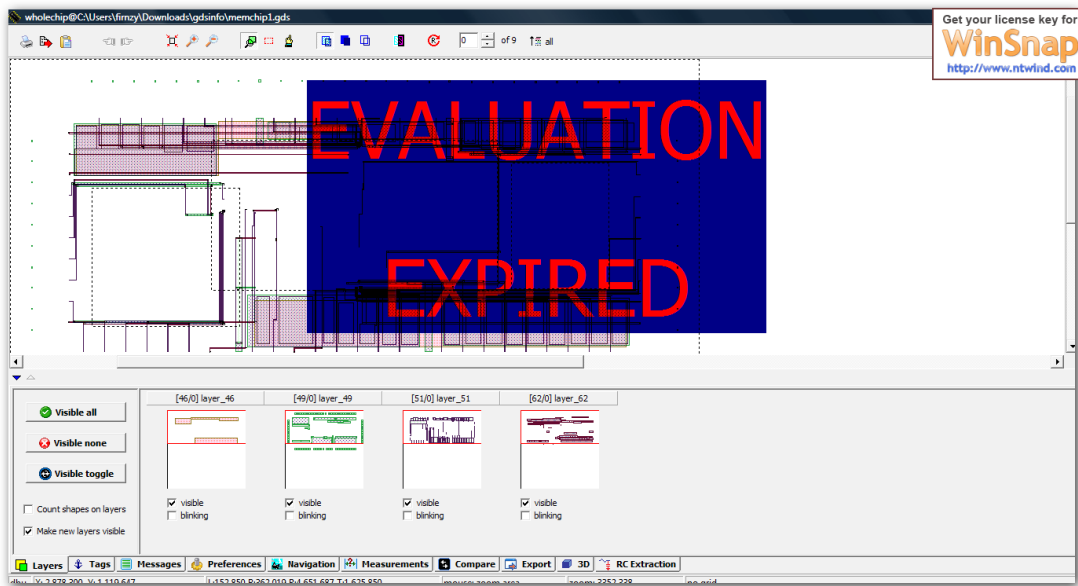 wholechip@C:\Users\firnzy\Downloads\gdsinfo\memchip1.gds
Get your license key for
WinSnap
http://www.ntwind.com
0 of 9 all
EVALUATION
EXPIRED
[46/0] layer_46 [49/0] layer_49 [51/0] layer_51 [62/0] layer_62
Visible all
Visible none
Visible toggle
visible visible visible visible
Count shapes on layers
blinking blinking blinking blinking
Make new layers visible
Layers Tags Messages Preferences Navigation Measurements Compare Export 3D RC Extraction